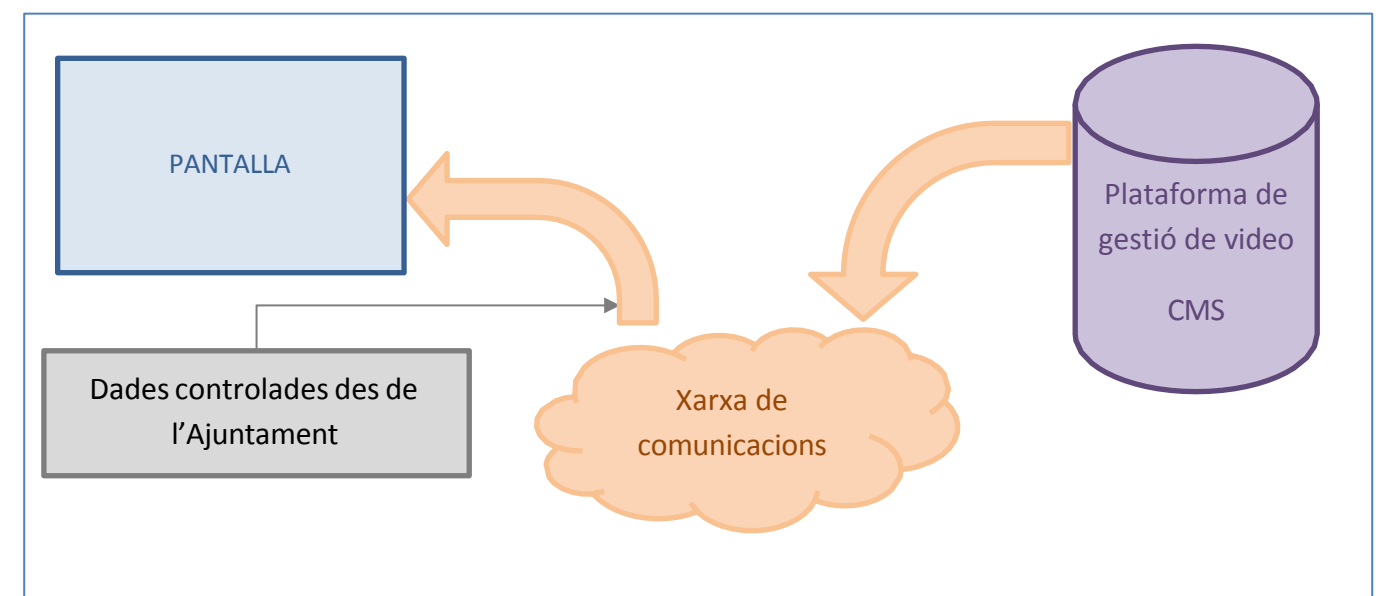 PANTALLA
Plataforma de
gestió de video
CMS
Dades controlades des de
l’Ajuntament
Xarxa de
comunicacions